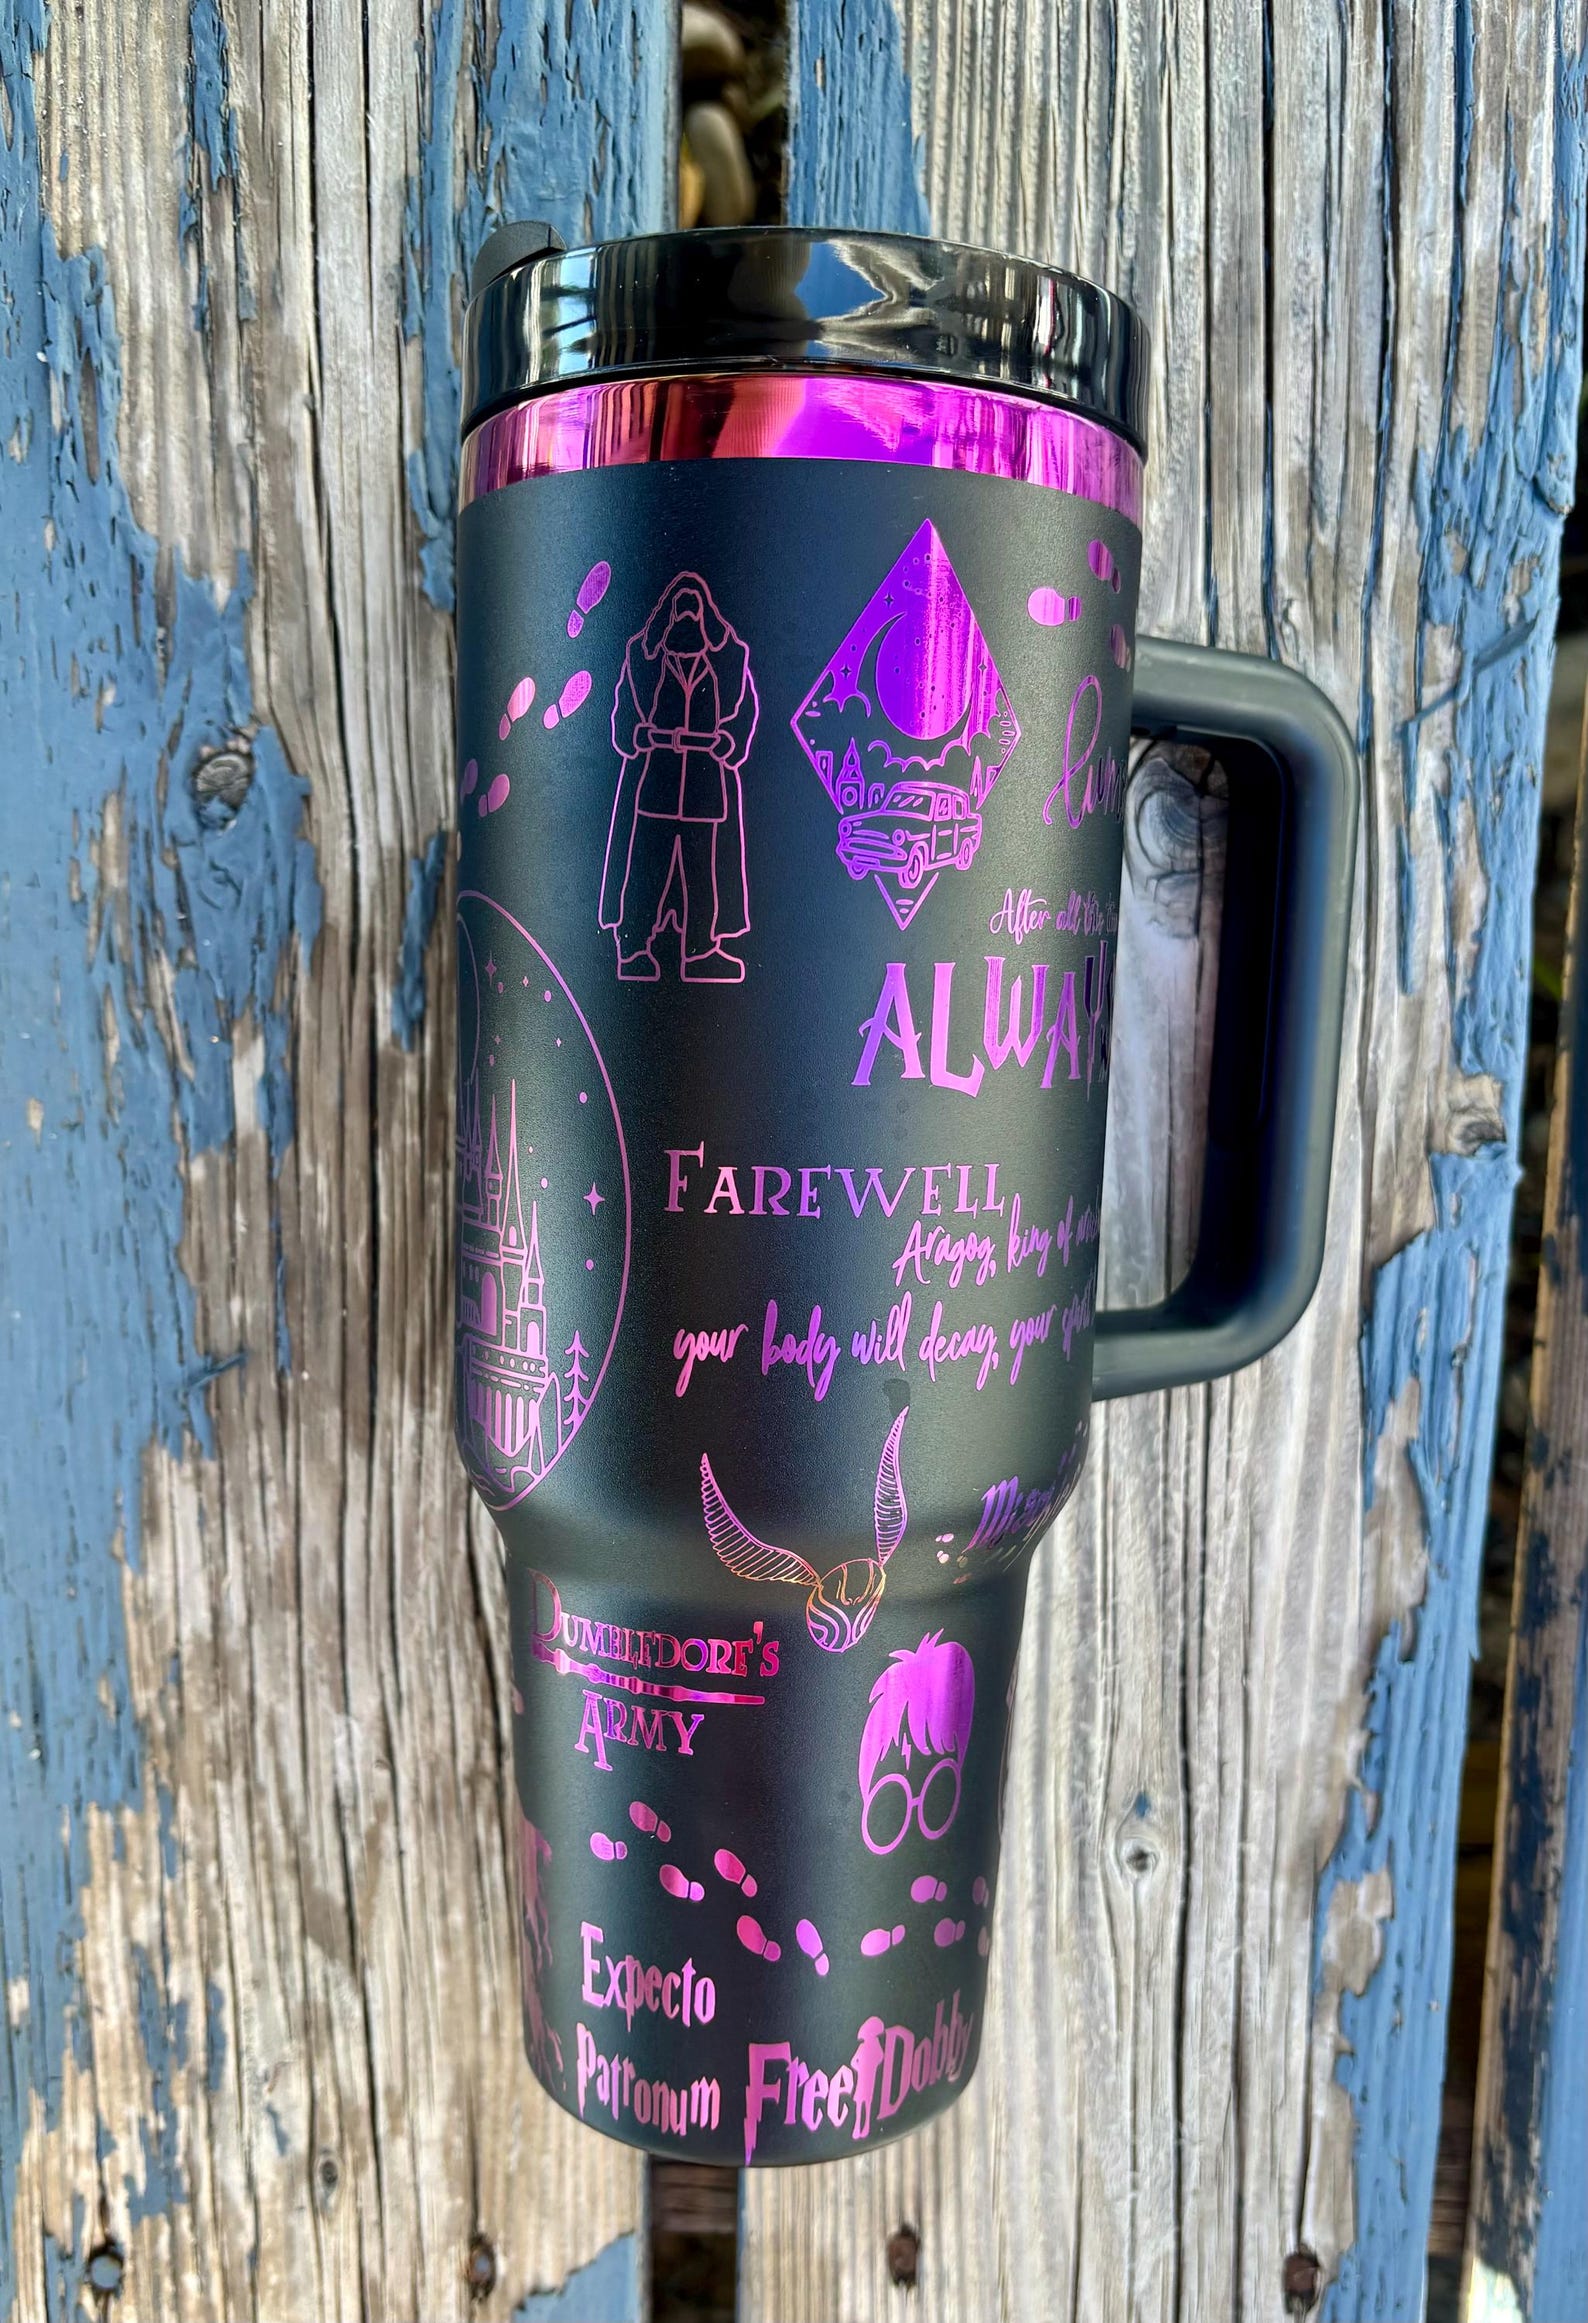 After all this
ALWAYS
FAREWELL
Aragog, king of
your body will decay, your
DUMBLEDORE'S
ARMY
Expecto
Patronum
Free Dobby